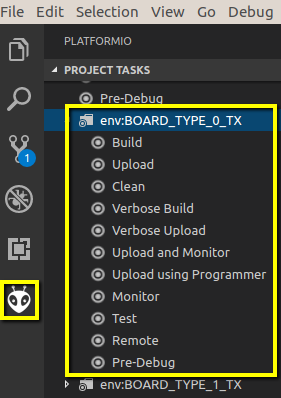 File Edit Selection View Go Debug
PLATFORMIO
PROJECT TASKS
Pre-Debug
env:BOARD_TYPE_0_TX
Build
Upload
Clean
Verbose Build
Verbose Upload
Upload and Monitor
Upload using Programmer
Monitor
Test
Remote
Pre-Debug
env:BOARD_TYPE_1_TX
1